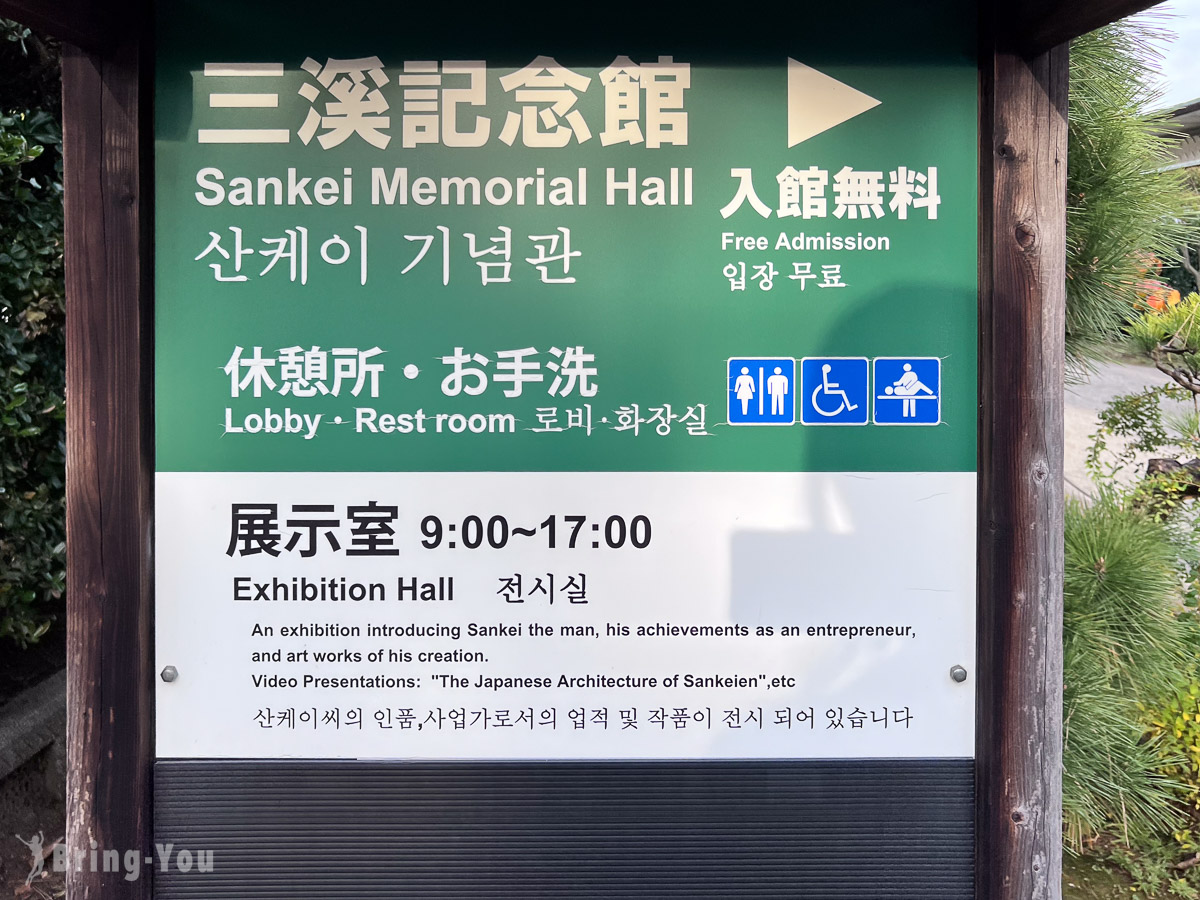 三溪記念館
Sankei Memorial Hall
산케이 기념관
入館無料
Free Admission
입장 무료
休憩所・お手洗
Lobby・Rest room 로비·화장실
展示室 9:00~17:00
Exhibition Hall 전시실
An exhibition introducing Sankei the man, his achievements as an entrepreneur,
and art works of his creation.
Video Presentations: "The Japanese Architecture of Sankeien",etc
산케이씨의 인품,사업가로서의 업적 및 작품이 전시 되어 있습니다
Bring-You